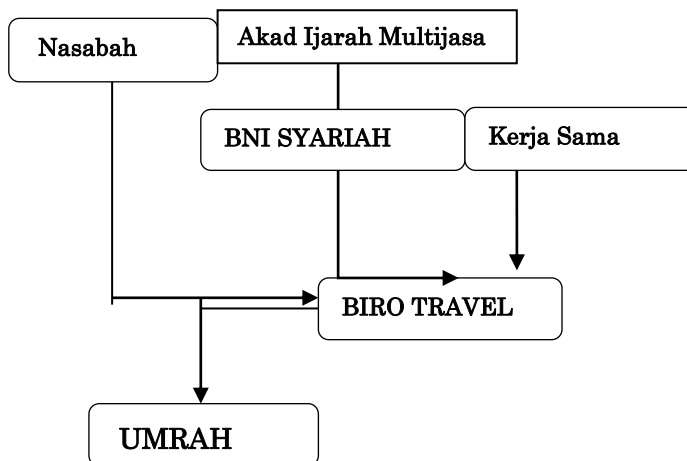 Nasabah
Akad Ijarah Multijasa
BNI SYARIAH
Kerja Sama
BIRO TRAVEL
UMRAH